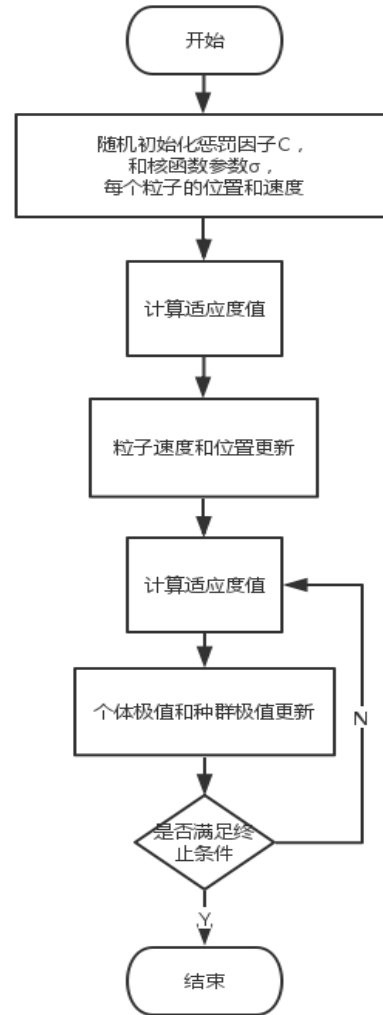 开始
随机初始化惩罚因子C，
和核函数参数σ，
每个粒子的位置和速度
计算适应度值
粒子速度和位置更新
计算适应度值
个体极值和种群极值更新
N
是否满足终
止条件
Y
结束